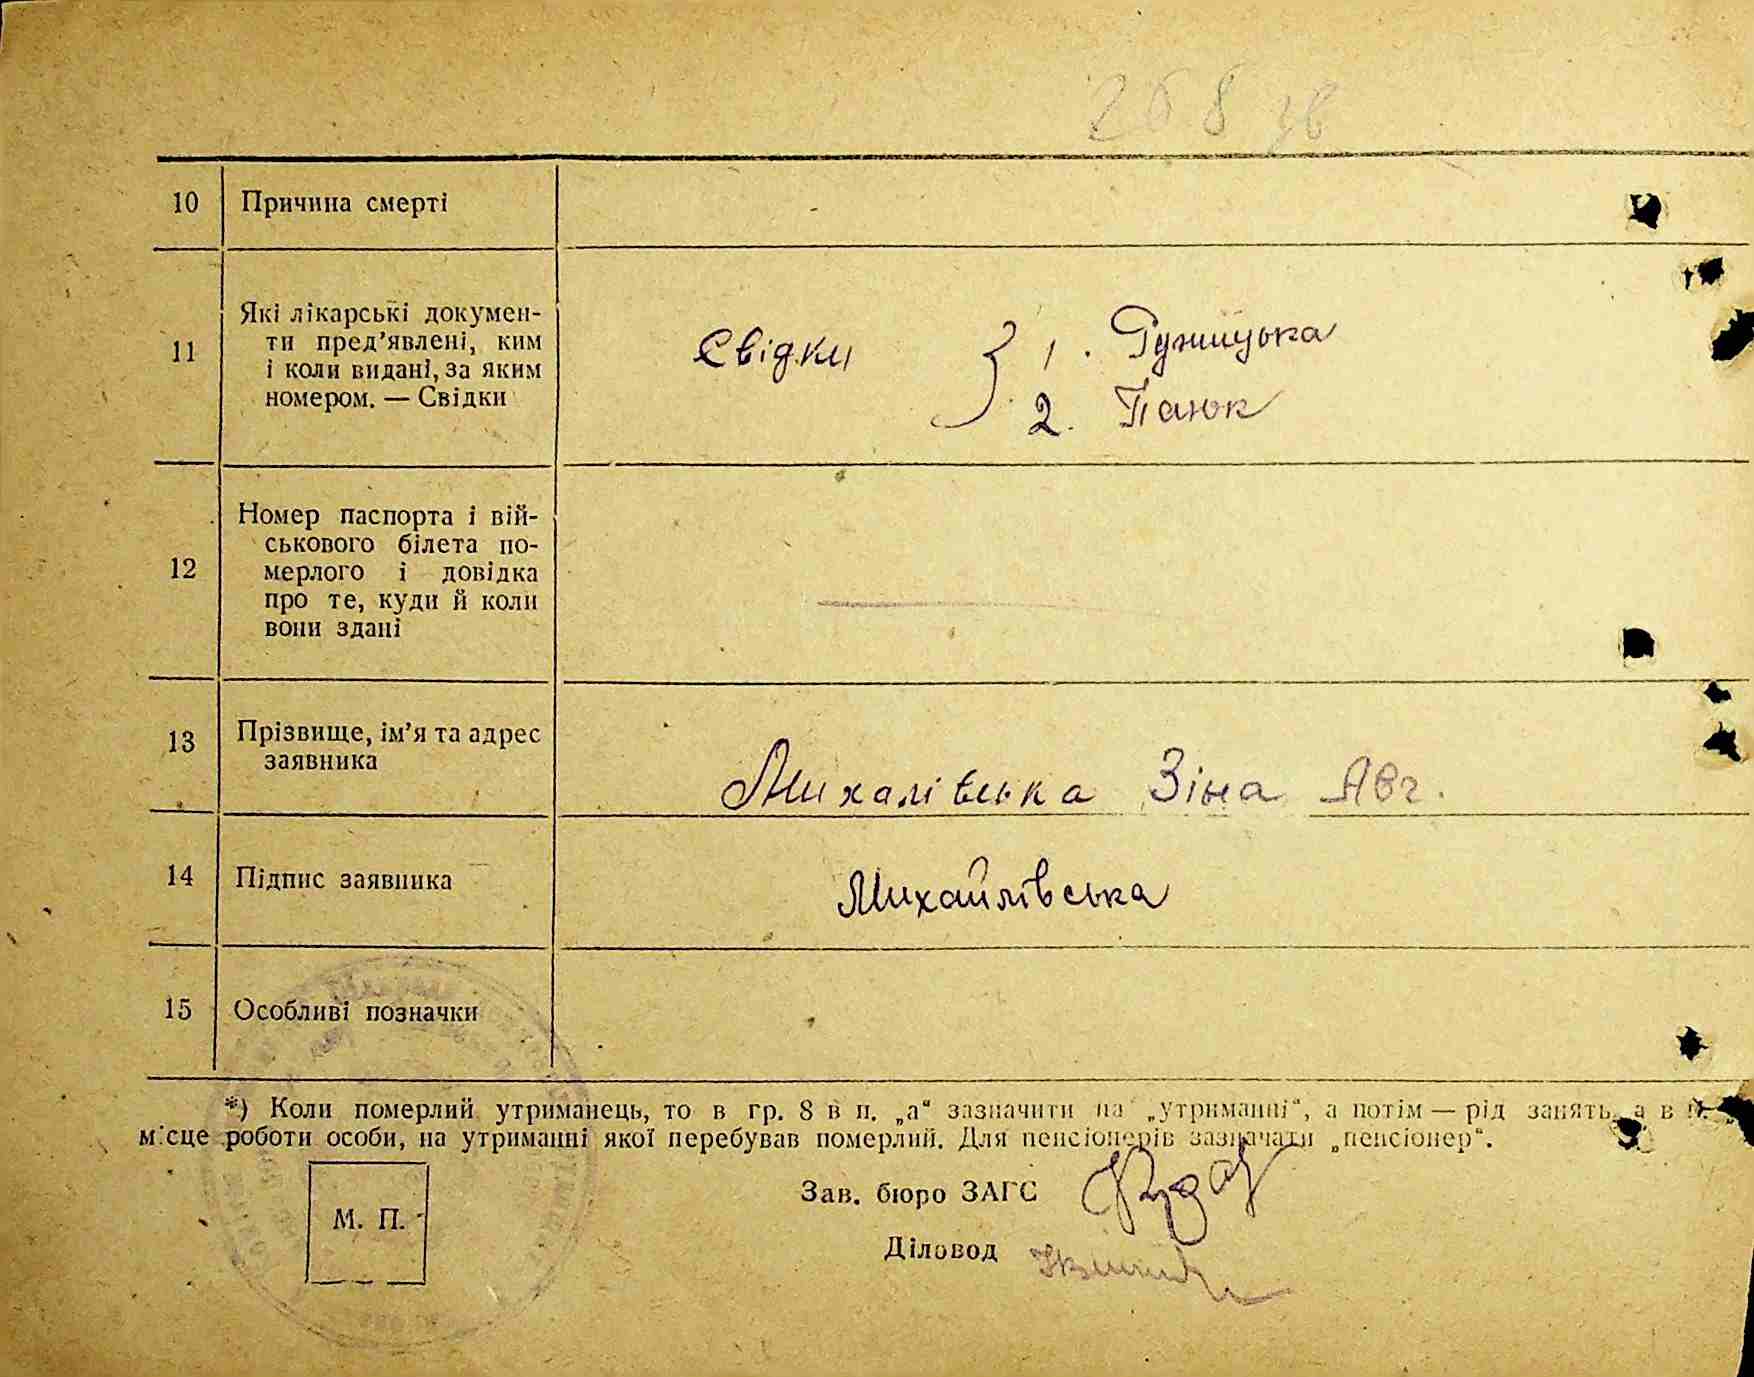 268 зв
10 Причина смерті
11 Які лікарські докумен-
ти пред'явлені, ким
і коли видані, за яким
номером. — Свідки
Свідки
1. Ружицька
2. Панюк
12 Номер паспорта і вій-
ськового білета по-
мерлого і довідка
про те, куди й коли
вони здані
13 Прізвище, ім'я та адрес
заявника
Михалівська Зіна Авг.
14 Підпис заявника
Михайлівська
15 Особливі позначки
*) Коли померлий утриманець, то в гр. 8 в п. „а“ зазначити на „утриманні“, а потім — рід занять, а в п.
місце роботи особи, на утриманні якої перебував померлий. Для пенсіонерів зазначати „пенсіонер“.
М. П.
Зав. бюро ЗАГС
Діловод